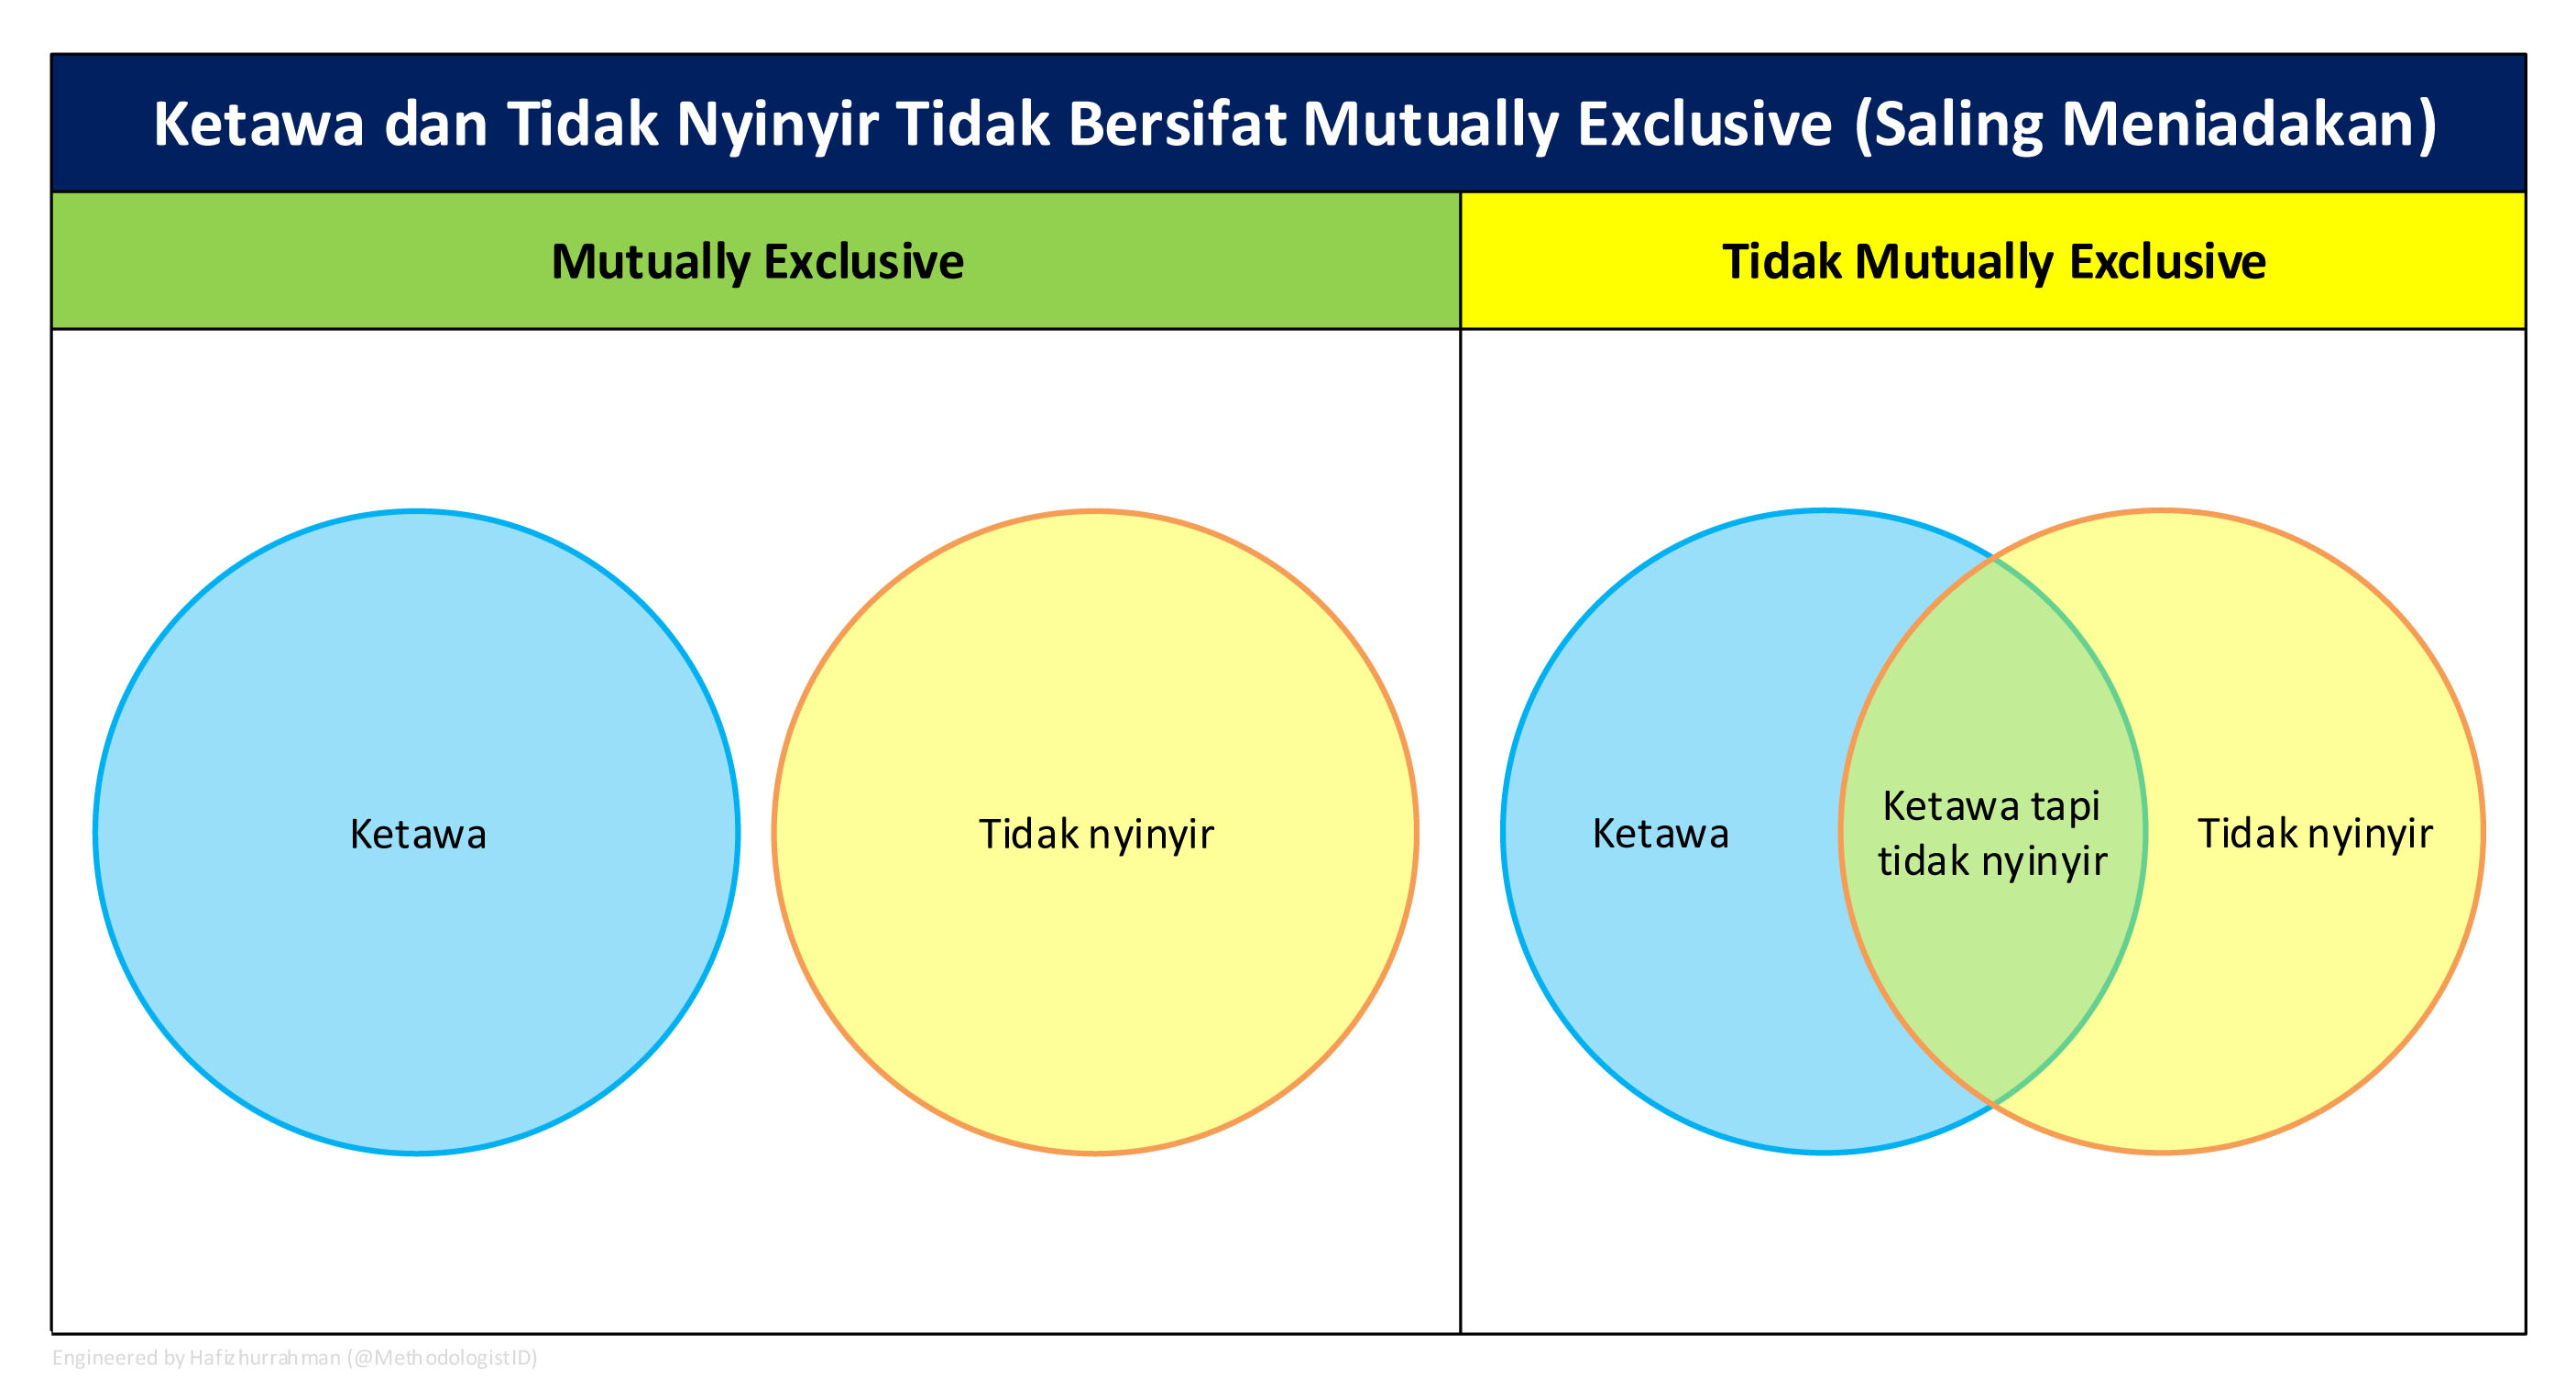 Ketawa dan Tidak Nyinyir Tidak Bersifat Mutually Exclusive (Saling Meniadakan)
Mutually Exclusive
Tidak Mutually Exclusive
Ketawa
Tidak nyinyir
Ketawa
Ketawa tapi
tidak nyinyir
Tidak nyinyir
Engineered by Hafizhurrahman (@MethodologistID)